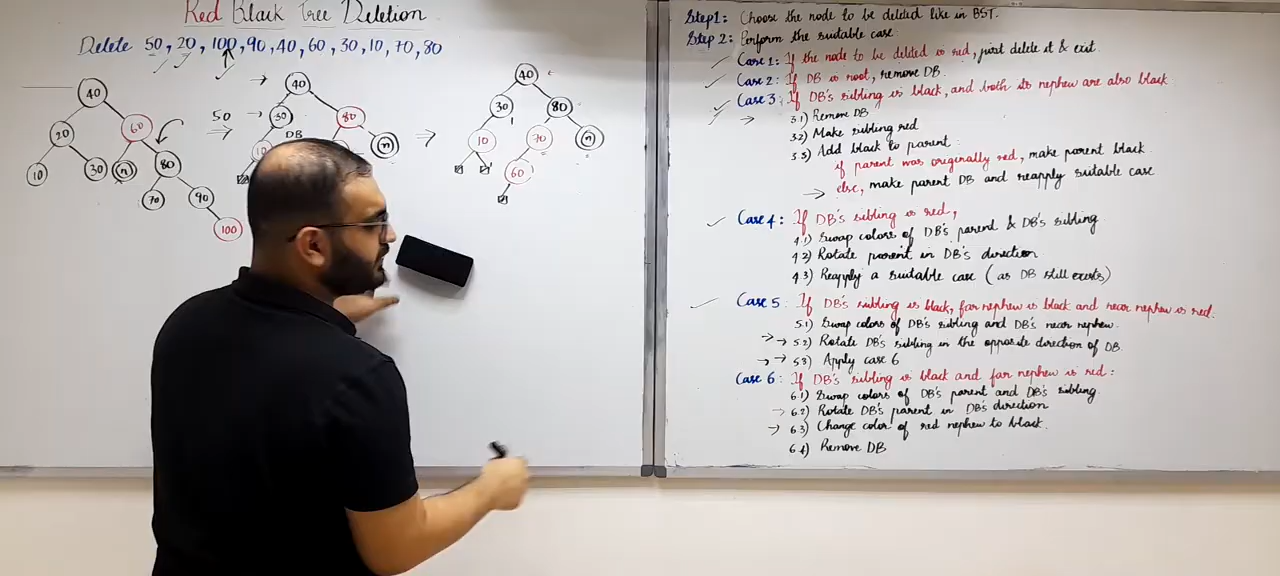 Red Black Tree Deletion
Delete 50, 20, 100, 90, 40, 60, 30, 10, 70, 80
40
60
20
10
30
n
80
70
90
100
50
40
30
80
DB
10
n
40
30
80
10
70
n
60
Step1: Choose the node to be deleted like in BST.
Step 2: Perform the suitable case:
Case 1: If the node to be deleted is red, just delete it & exit.
Case 2: If DB is root, remove DB.
Case 3: If DB's sibling is black, and both its nephew are also black
3.1) Remove DB
3.2) Make sibling red
3.3) Add black to parent:
if parent was originally red, make parent black.
else, make parent DB and reapply suitable case
Case 4: If DB's sibling is red,
4.1) Swap colors of DB's parent & DB's sibling
4.2) Rotate parent in DB's direction
4.3) Reapply a suitable case (as DB still exists)
Case 5: If DB's sibling is black, far nephew is black and near nephew is red.
5.1) Swap colors of DB's sibling and DB's near nephew.
5.2) Rotate DB's sibling in the opposite direction of DB
5.3) Apply case 6
Case 6: If DB's sibling is black and far nephew is red:
6.1) Swap colors of DB's parent and DB's sibling
6.2) Rotate DB's parent in DB's direction
6.3) Change color of red nephew to black.
6.4) Remove DB